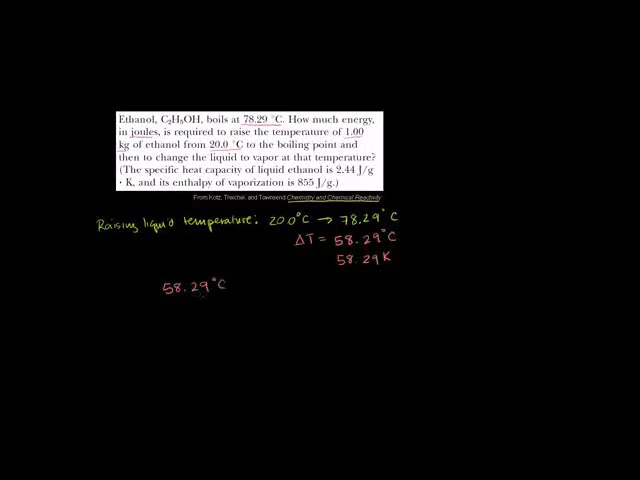 Ethanol, C₂H₅OH, boils at 78.29 °C. How much energy,
in joules, is required to raise the temperature of 1.00
kg of ethanol from 20.0 °C to the boiling point and
then to change the liquid to vapor at that temperature?
(The specific heat capacity of liquid ethanol is 2.44 J/g
· K, and its enthalpy of vaporization is 855 J/g.)
From Kotz, Treichel, and Townsend Chemistry and Chemical Reactivity
Raising liquid temperature: 20.0°C → 78.29°C
ΔT = 58.29°C
58.29K
58.29°C